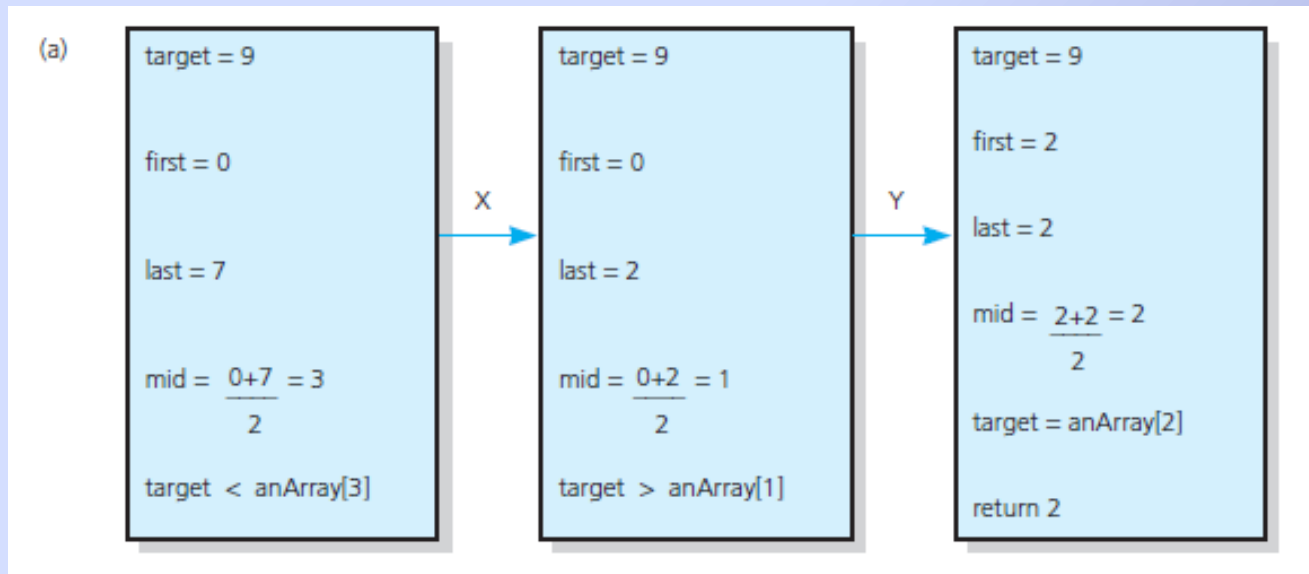 (a)
target = 9
first = 0
last = 7
mid = 0+7 = 3
2
target < anArray[3]
X
target = 9
first = 0
last = 2
mid = 0+2 = 1
2
target > anArray[1]
Y
target = 9
first = 2
last = 2
mid = 2+2 = 2
2
target = anArray[2]
return 2